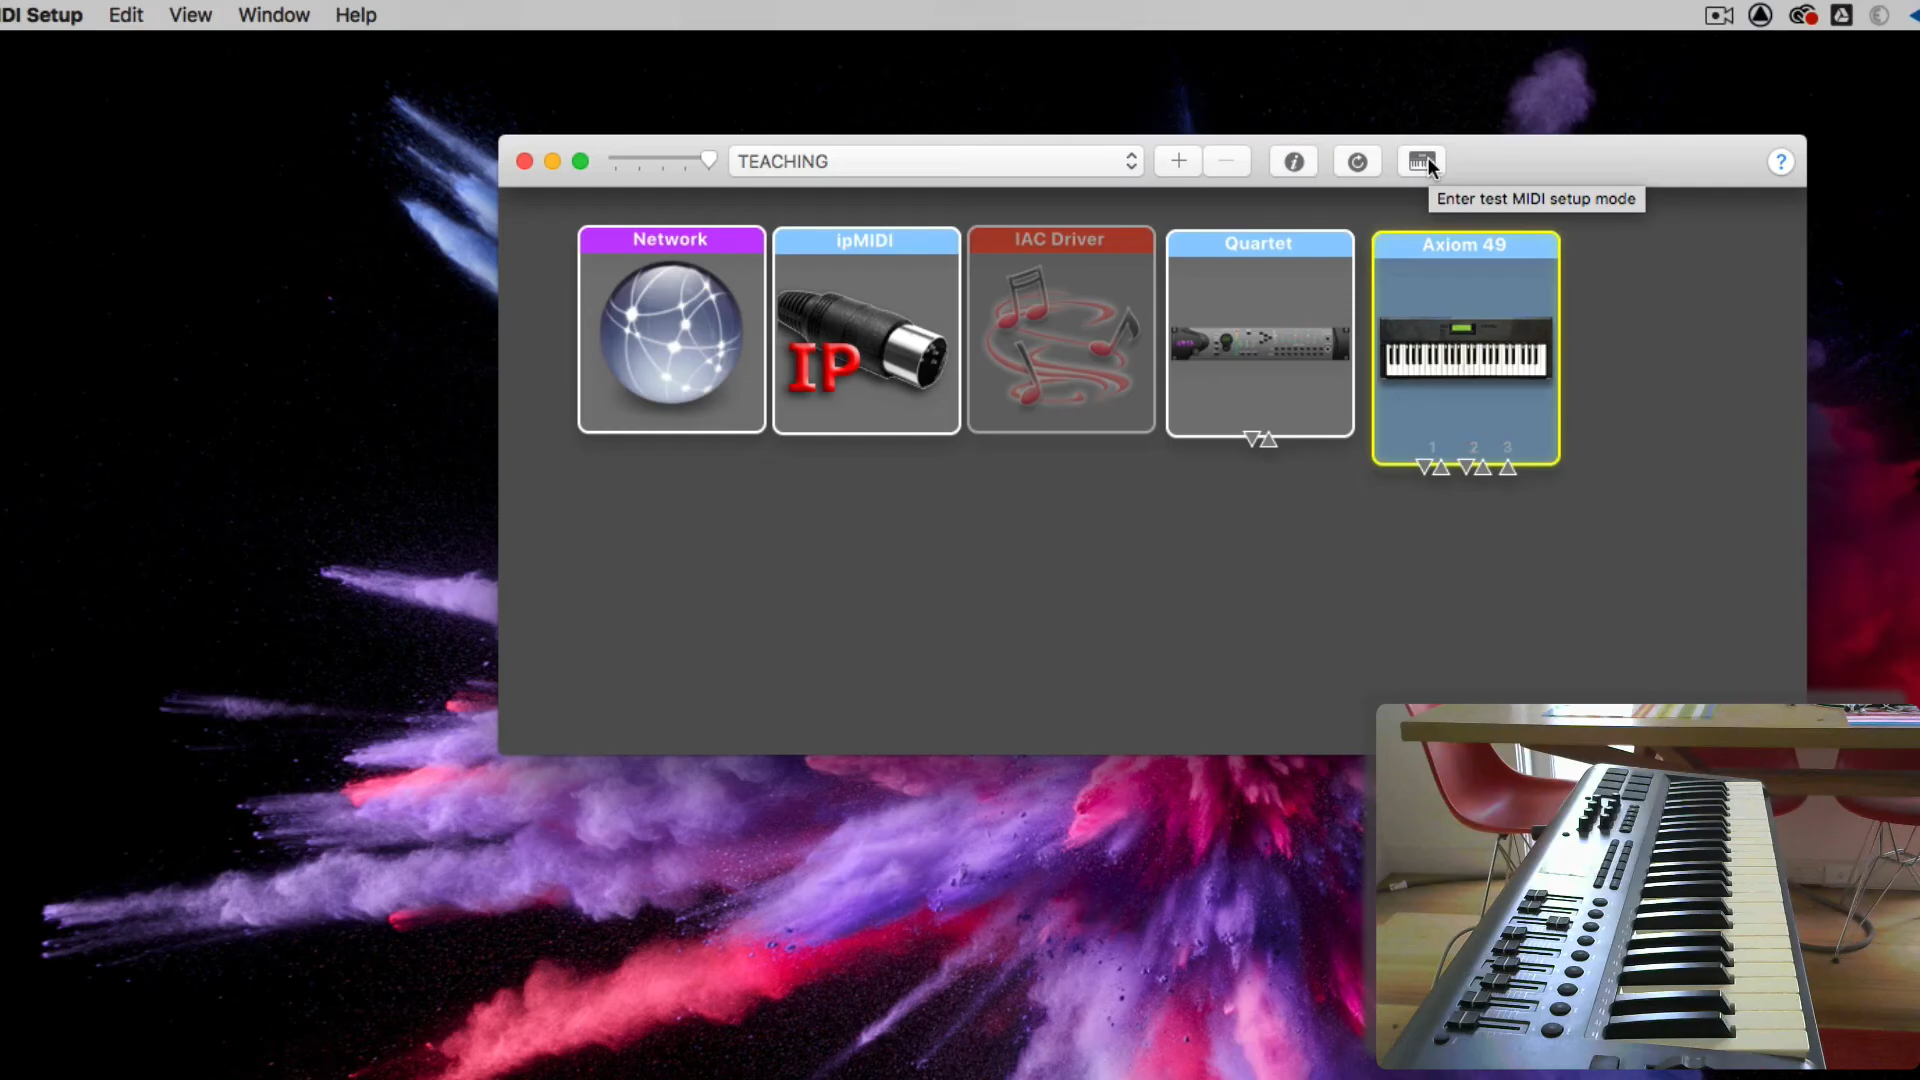 IDI Setup Edit View Window Help
TEACHING
?
Enter test MIDI setup mode
Network
ipMIDI
IAC Driver
Quartet
Axiom 49
IP
1 2 3